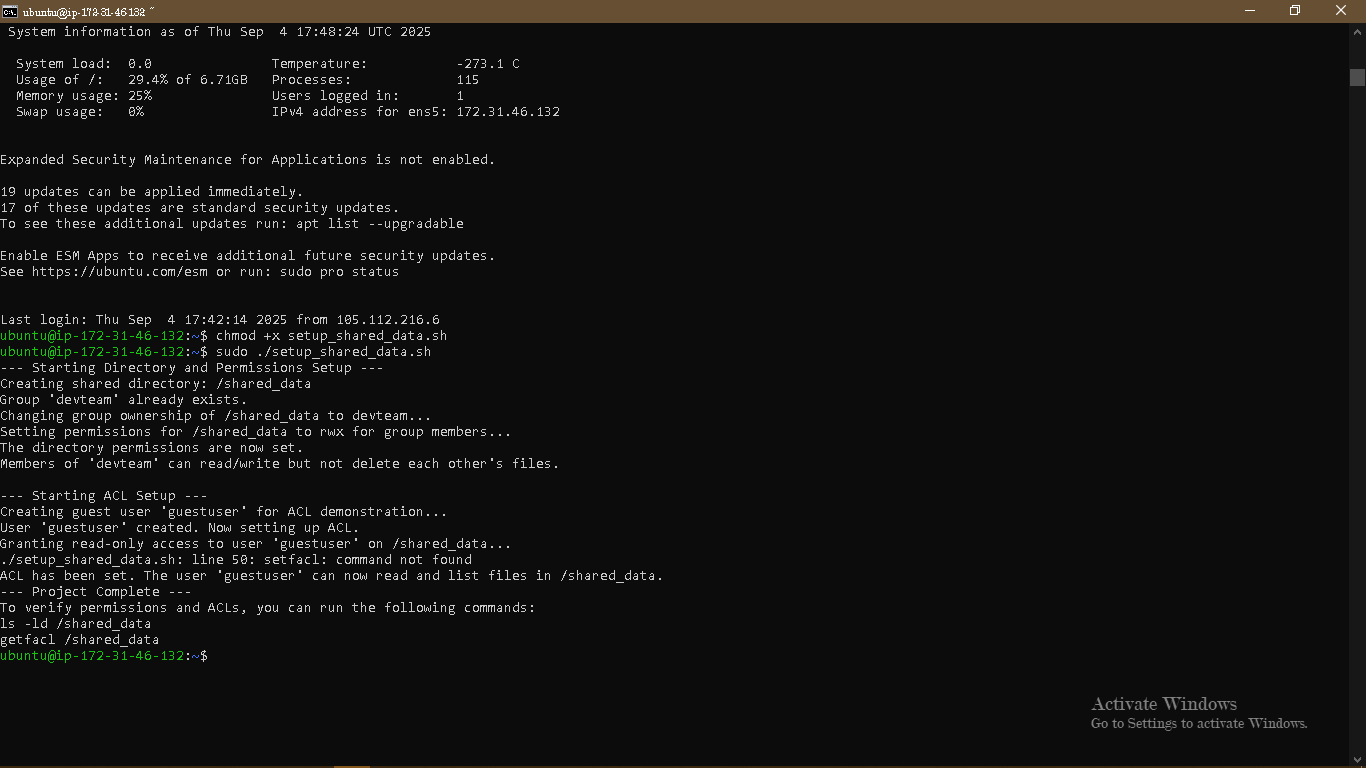 ubuntu@ip-172-31-46-132: ~
System information as of Thu Sep  4 17:48:24 UTC 2025
System load:  0.0                Temperature:           -273.1 C
Usage of /:   29.4% of 6.71GB   Processes:             115
Memory usage: 25%               Users logged in:       1
Swap usage:   0%                IPv4 address for ens5: 172.31.46.132
Expanded Security Maintenance for Applications is not enabled.
19 updates can be applied immediately.
17 of these updates are standard security updates.
To see these additional updates run: apt list --upgradable
Enable ESM Apps to receive additional future security updates.
See https://ubuntu.com/esm or run: sudo pro status
Last login: Thu Sep  4 17:42:14 2025 from 105.112.216.6
ubuntu@ip-172-31-46-132:~$ chmod +x setup_shared_data.sh
ubuntu@ip-172-31-46-132:~$ sudo ./setup_shared_data.sh
--- Starting Directory and Permissions Setup ---
Creating shared directory: /shared_data
Group 'devteam' already exists.
Changing group ownership of /shared_data to devteam...
Setting permissions for /shared_data to rwx for group members...
The directory permissions are now set.
Members of 'devteam' can read/write but not delete each other's files.
--- Starting ACL Setup ---
Creating guest user 'guestuser' for ACL demonstration...
User 'guestuser' created. Now setting up ACL.
Granting read-only access to user 'guestuser' on /shared_data...
./setup_shared_data.sh: line 50: setfacl: command not found
ACL has been set. The user 'guestuser' can now read and list files in /shared_data.
--- Project Complete ---
To verify permissions and ACLs, you can run the following commands:
ls -ld /shared_data
getfacl /shared_data
ubuntu@ip-172-31-46-132:~$
Activate Windows
Go to Settings to activate Windows.